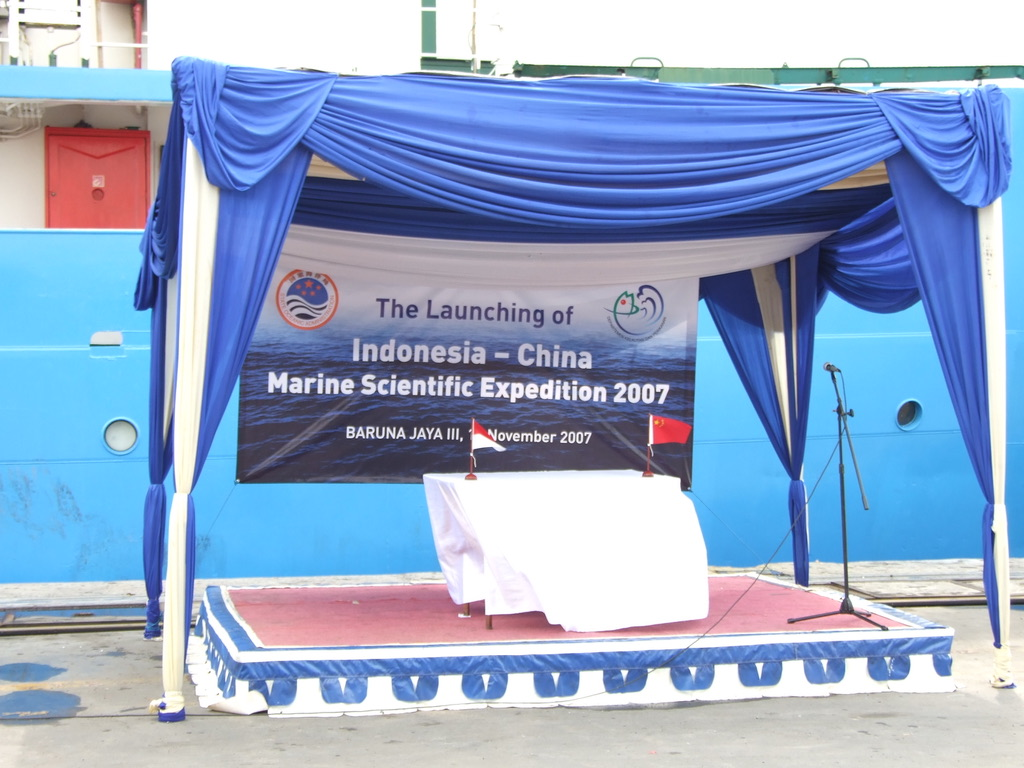 The Launching of
Indonesia – China
Marine Scientific Expedition 2007
BARUNA JAYA III, November 2007